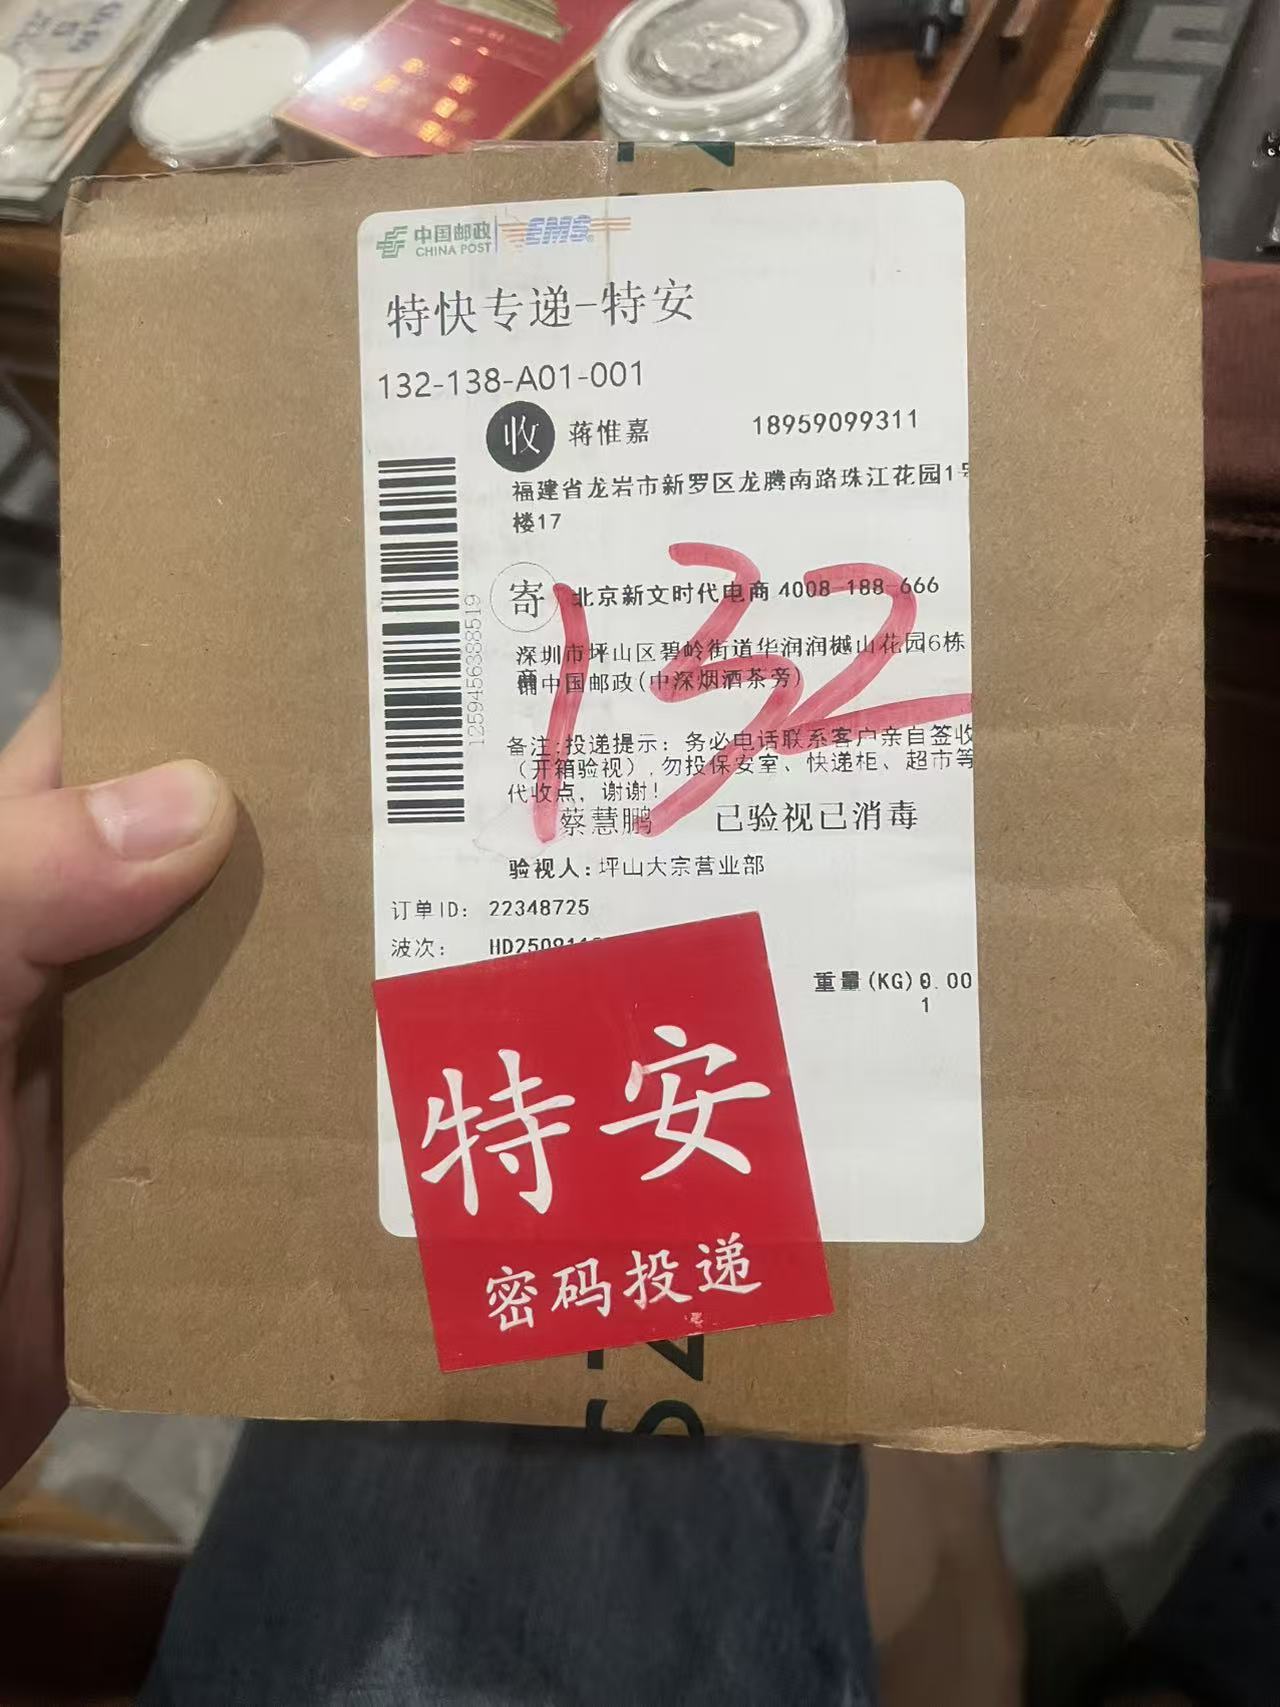 中国邮政
CHINA POST
EMS
特快专递-特安
132-138-A01-001
收 蒋惟嘉 18959099311
福建省龙岩市新罗区龙腾南路珠江花园1号
楼17
寄 北京新文时代电商 4008-188-666
深圳市坪山区碧岭街道华润润樾山花园6栋
中国邮政(中深烟酒茶旁)
132
1259456388519
备注:投递提示：务必电话联系客户亲自签收
（开箱验视）,勿投保安室、快递柜、超市等
代收点，谢谢！
蔡慧鹏 已验视已消毒
验视人:坪山大宗营业部
订单ID: 22348725
波次: HD250914
重量(KG)0.00
1
特安
密码投递